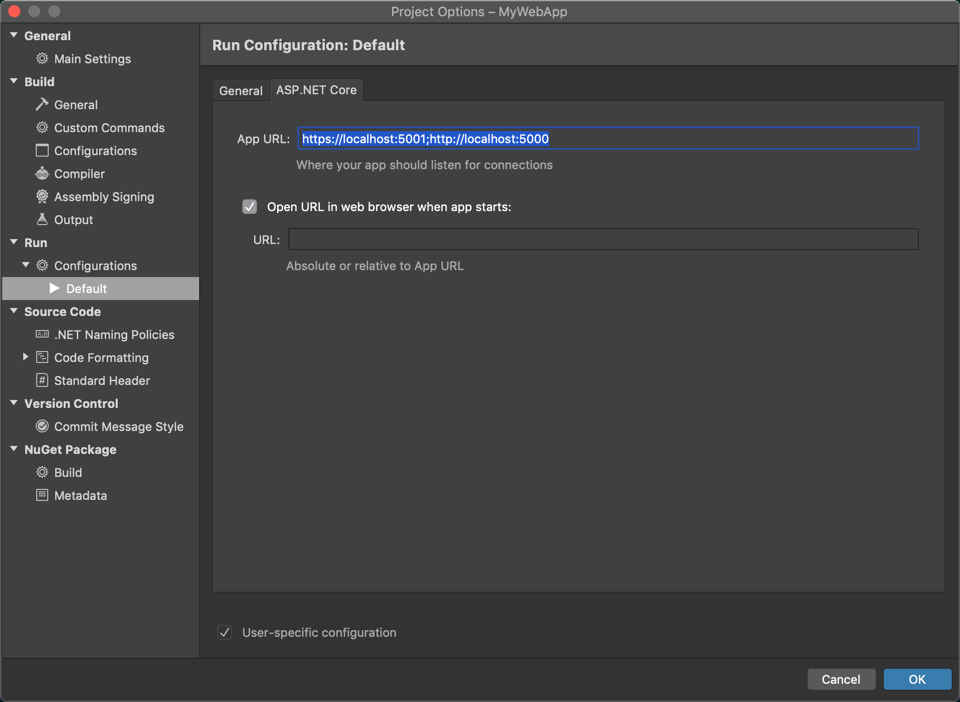 Project Options – MyWebApp
General
Main Settings
Build
General
Custom Commands
Configurations
Compiler
Assembly Signing
Output
Run
Configurations
Default
Source Code
.NET Naming Policies
Code Formatting
Standard Header
Version Control
Commit Message Style
NuGet Package
Build
Metadata
Run Configuration: Default
General ASP.NET Core
App URL: https://localhost:5001;http://localhost:5000
Where your app should listen for connections
Open URL in web browser when app starts:
URL:
Absolute or relative to App URL
User-specific configuration
Cancel OK